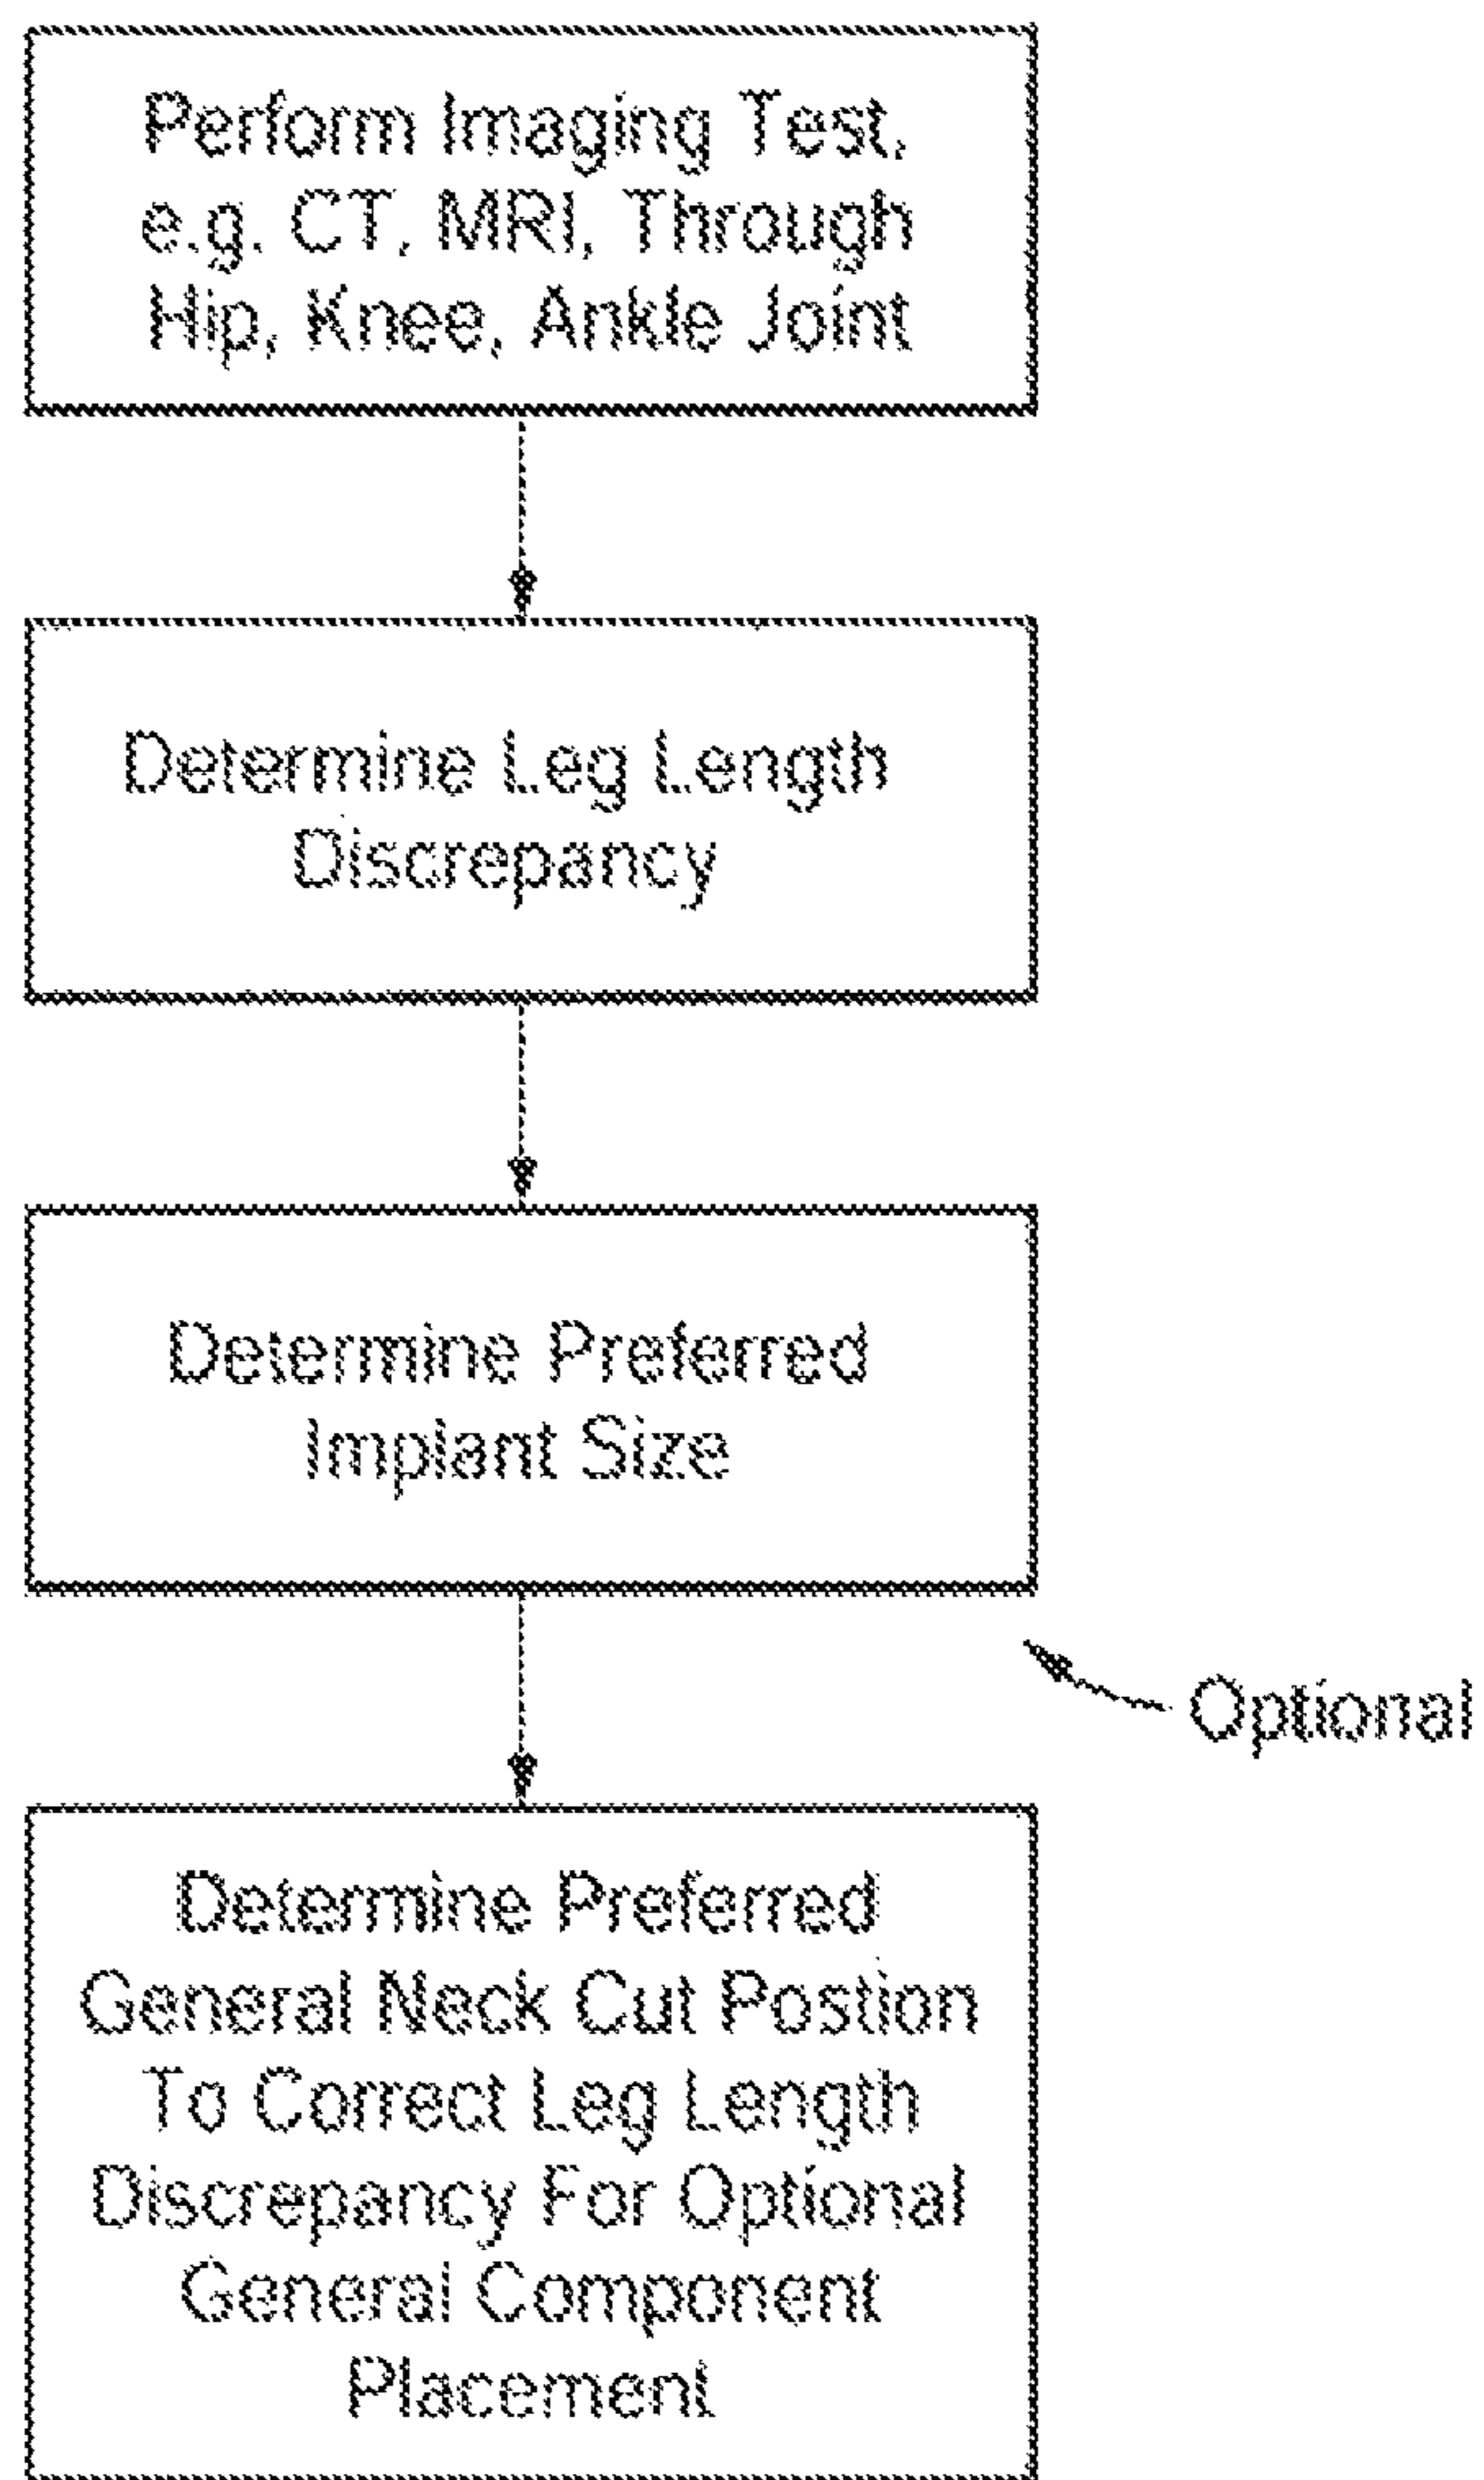 Perform Imaging Test,
e.g. CT, MRI, Through
Hip, Knee, Ankle Joint
Determine Leg Length
Discrepancy
Determine Preferred
Implant Size
Optional
Determine Preferred
General Neck Cut Postion
To Correct Leg Length
Discrepancy For Optional
General Component
Placement